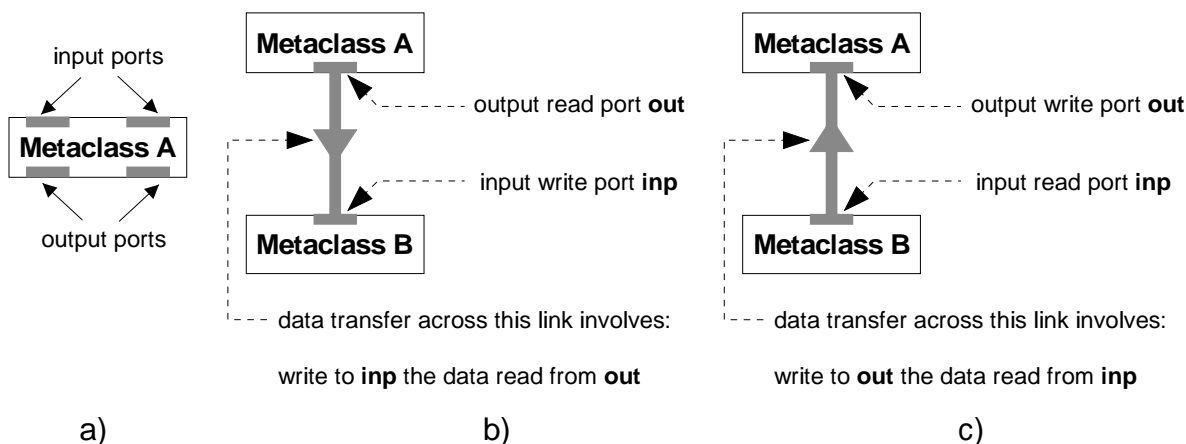 input ports
Metaclass A
output ports
a)
Metaclass A
output read port out
input write port inp
Metaclass B
data transfer across this link involves:
write to inp the data read from out
b)
Metaclass A
output write port out
input read port inp
Metaclass B
data transfer across this link involves:
write to out the data read from inp
c)